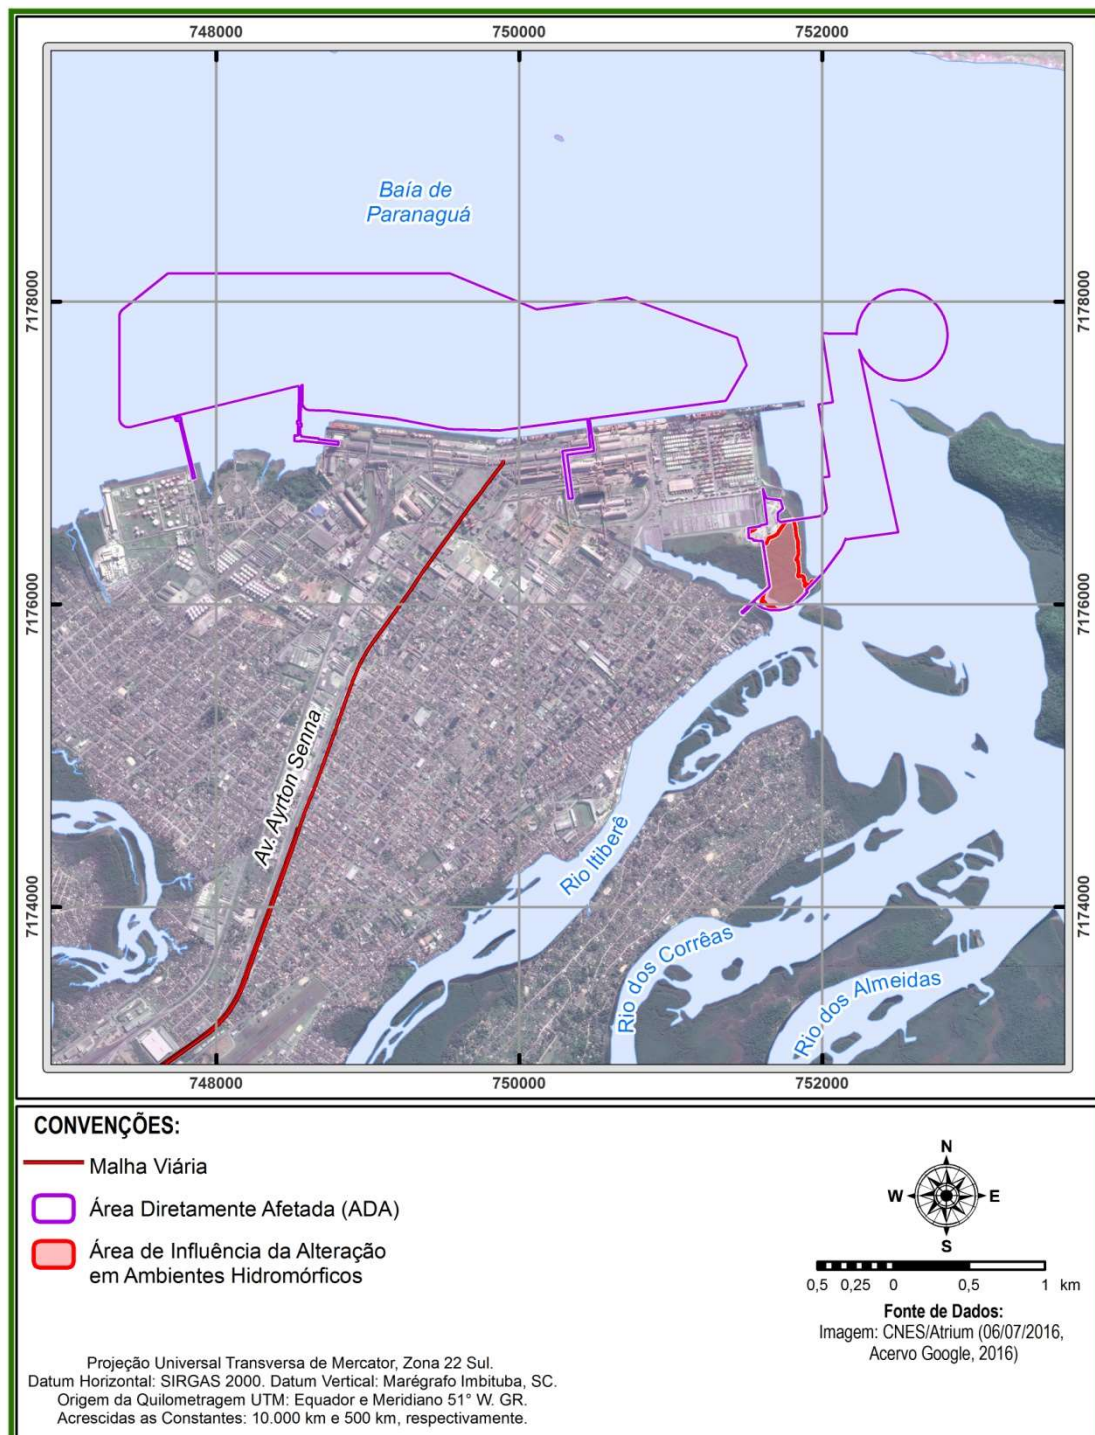 748000 750000 752000
Baía de
Paranaguá
7178000 7178000
7176000 7176000
Av. Ayrton Senna
Rio Itiberê
7174000 7174000
Rio dos Corrêas
Rio dos Almeidas
748000 750000 752000
CONVENÇÕES:
Malha Viária
Área Diretamente Afetada (ADA)
Área de Influência da Alteração
em Ambientes Hidromórficos
N
W E
S
0,5 0,25 0 0,5 1 km
Fonte de Dados:
Imagem: CNES/Atrium (06/07/2016,
Acervo Google, 2016)
Projeção Universal Transversa de Mercator, Zona 22 Sul.
Datum Horizontal: SIRGAS 2000. Datum Vertical: Marégrafo Imbituba, SC.
Origem da Quilometragem UTM: Equador e Meridiano 51° W. GR.
Acrescidas as Constantes: 10.000 km e 500 km, respectivamente.